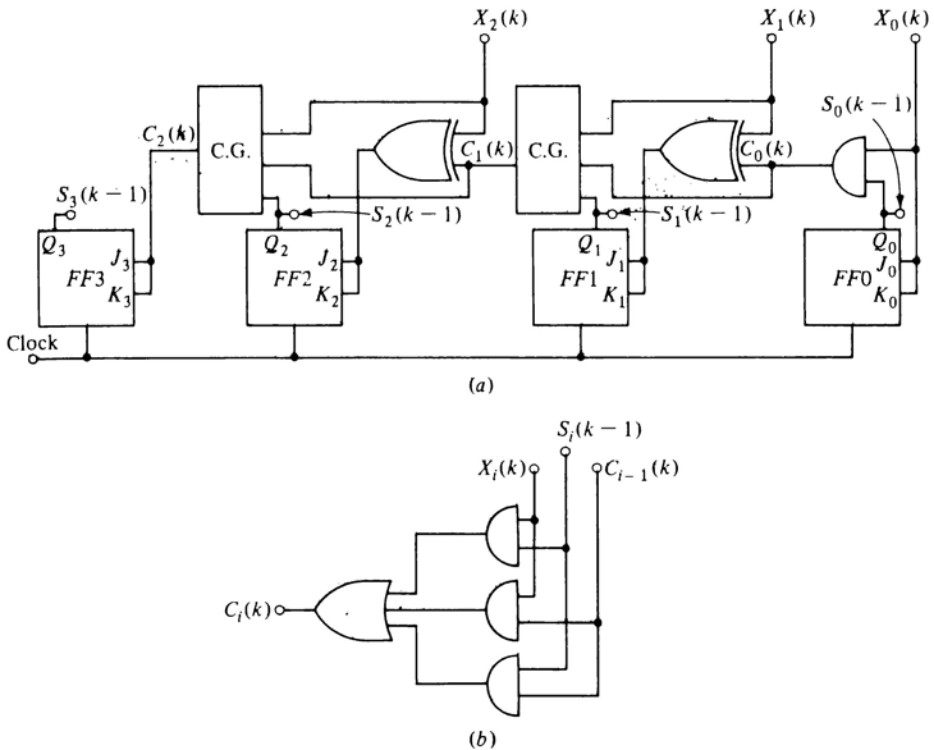 X₂(k)
X₁(k)
X₀(k)
S₀(k−1)
C₂(k)
C.G.
C₁(k)
C.G.
C₀(k)
S₃(k−1)
S₂(k−1)
S₁(k−1)
Q₃
J₃
FF3
K₃
Q₂
J₂
FF2
K₂
Q₁
J₁
FF1
K₁
Q₀
J₀
FF0
K₀
Clock
(a)
Sᵢ(k−1)
Xᵢ(k)
Cᵢ₋₁(k)
Cᵢ(k)
(b)